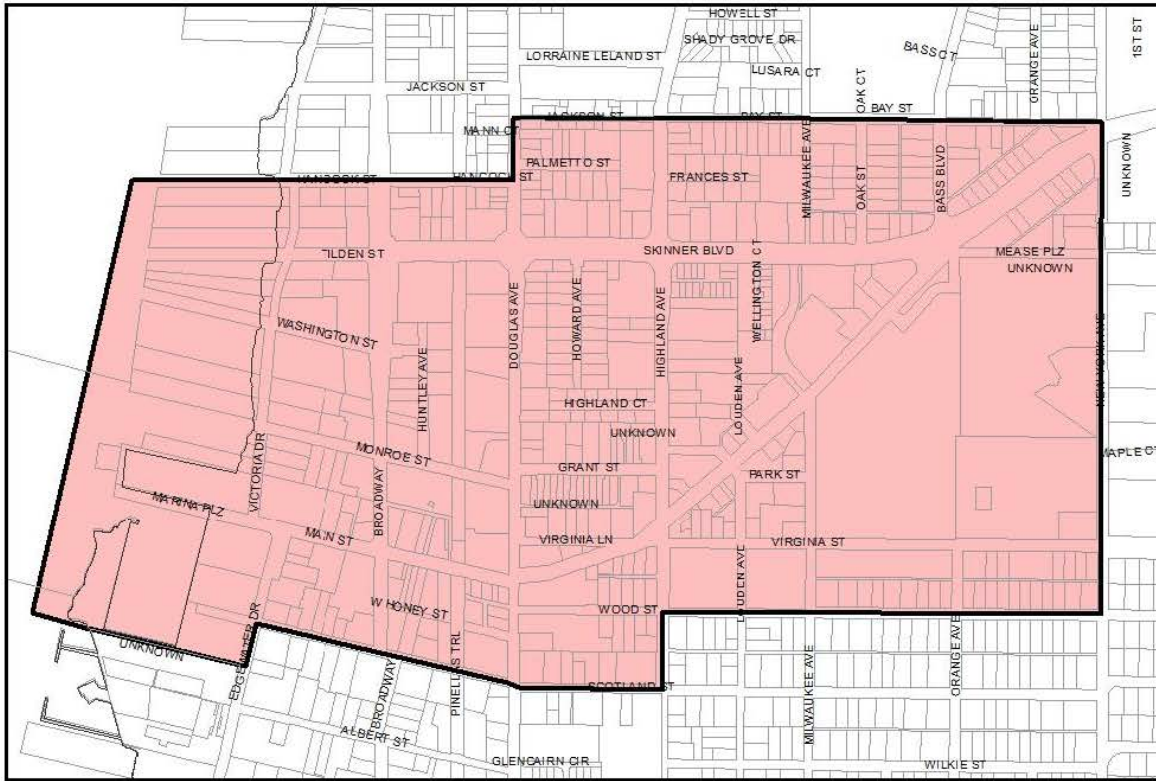 HOWELL ST
SHADY GROVE DR
LORRAINE LELAND ST
LUSARA CT
BASS CT
ORANGE AVE
1ST ST
JACKSON ST
OAK CT
BAY ST
MANN CT
JACKSON ST
BAY ST
PALMETTO ST
HANCOCK ST
HANCOCK ST
FRANCES ST
MILWAUKEE AVE
OAK ST
BASS BLVD
UNKNOWN
TILDEN ST
SKINNER BLVD
WELLINGTON CT
MEASE PLZ
UNKNOWN
WASHINGTON ST
HUNTLEY AVE
DOUGLAS AVE
HOWARD AVE
HIGHLAND AVE
LOUDEN AVE
NEW YORK AVE
HIGHLAND CT
UNKNOWN
VICTORIA DR
MONROE ST
BROADWAY
GRANT ST
PARK ST
MAPLE CT
MARINA PLZ
UNKNOWN
MAIN ST
VIRGINIA LN
VIRGINIA ST
W HONEY ST
WOOD ST
LOUDEN AVE
UNKNOWN
EDGEWATER DR
BROADWAY
PINELLAS TRL
SCOTLAND ST
MILWAUKEE AVE
ORANGE AVE
ALBERT ST
GLENCAIRN CIR
WILKIE ST